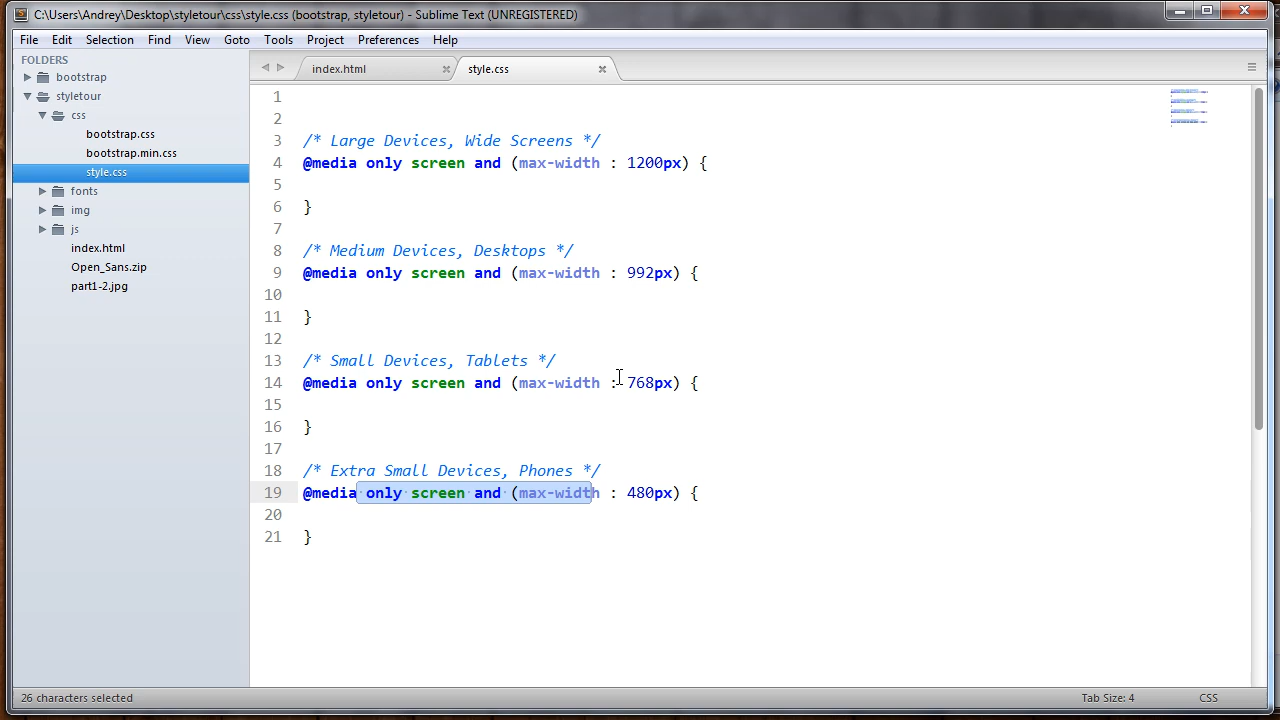 C:\Users\Andrey\Desktop\styletour\css\style.css (bootstrap, styletour) - Sublime Text (UNREGISTERED)
File Edit Selection Find View Goto Tools Project Preferences Help
FOLDERS
bootstrap
styletour
css
bootstrap.css
bootstrap.min.css
style.css
fonts
img
js
index.html
Open_Sans.zip
part1-2.jpg
index.html style.css
1
2
3 /* Large Devices, Wide Screens */
4 @media only screen and (max-width : 1200px) {
5
6 }
7
8 /* Medium Devices, Desktops */
9 @media only screen and (max-width : 992px) {
10
11 }
12
13 /* Small Devices, Tablets */
14 @media only screen and (max-width : 768px) {
15
16 }
17
18 /* Extra Small Devices, Phones */
19 @media only screen and (max-width : 480px) {
20
21 }
26 characters selected Tab Size: 4 CSS